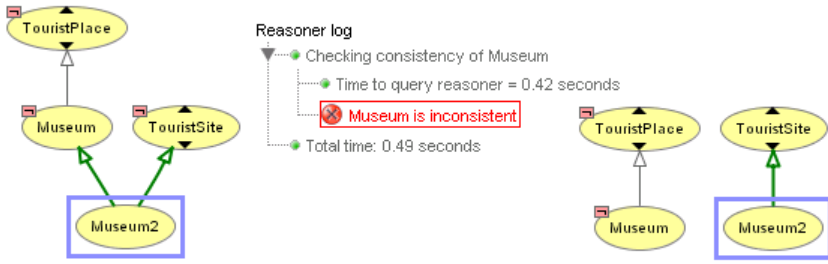 TouristPlace
Museum
TouristSite
Museum2
Reasoner log
Checking consistency of Museum
Time to query reasoner = 0.42 seconds
Museum is inconsistent
Total time: 0.49 seconds
TouristPlace
TouristSite
Museum
Museum2